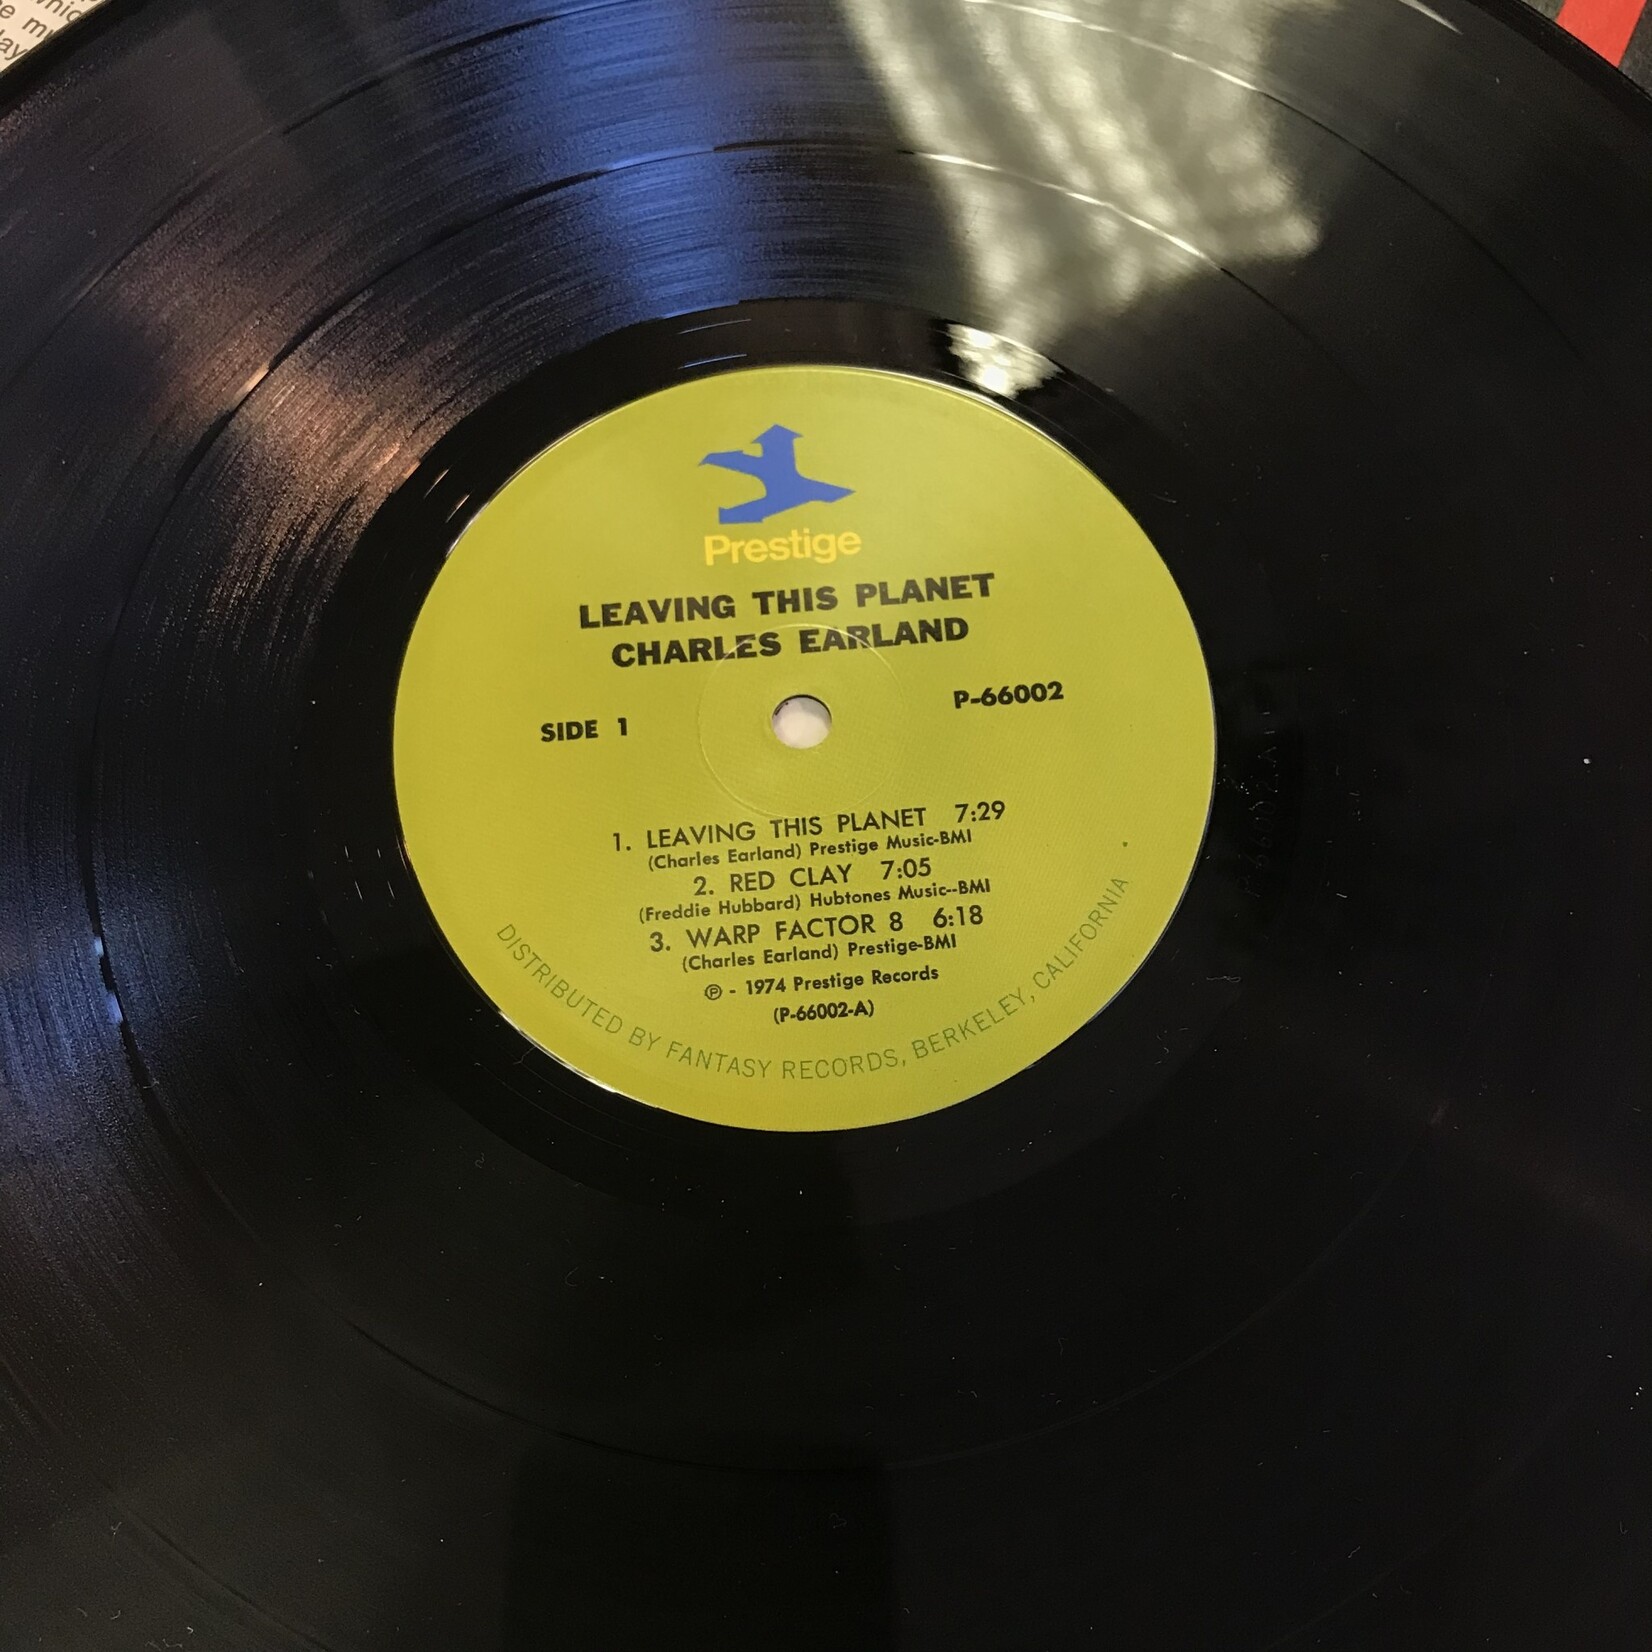 Prestige
LEAVING THIS PLANET
CHARLES EARLAND
SIDE 1
P-66002
1. LEAVING THIS PLANET 7:29
(Charles Earland) Prestige Music-BMI
2. RED CLAY 7:05
(Freddie Hubbard) Hubtones Music--BMI
3. WARP FACTOR 8 6:18
(Charles Earland) Prestige-BMI
℗ - 1974 Prestige Records
(P-66002-A)
DISTRIBUTED BY FANTASY RECORDS, BERKELEY, CALIFORNIA